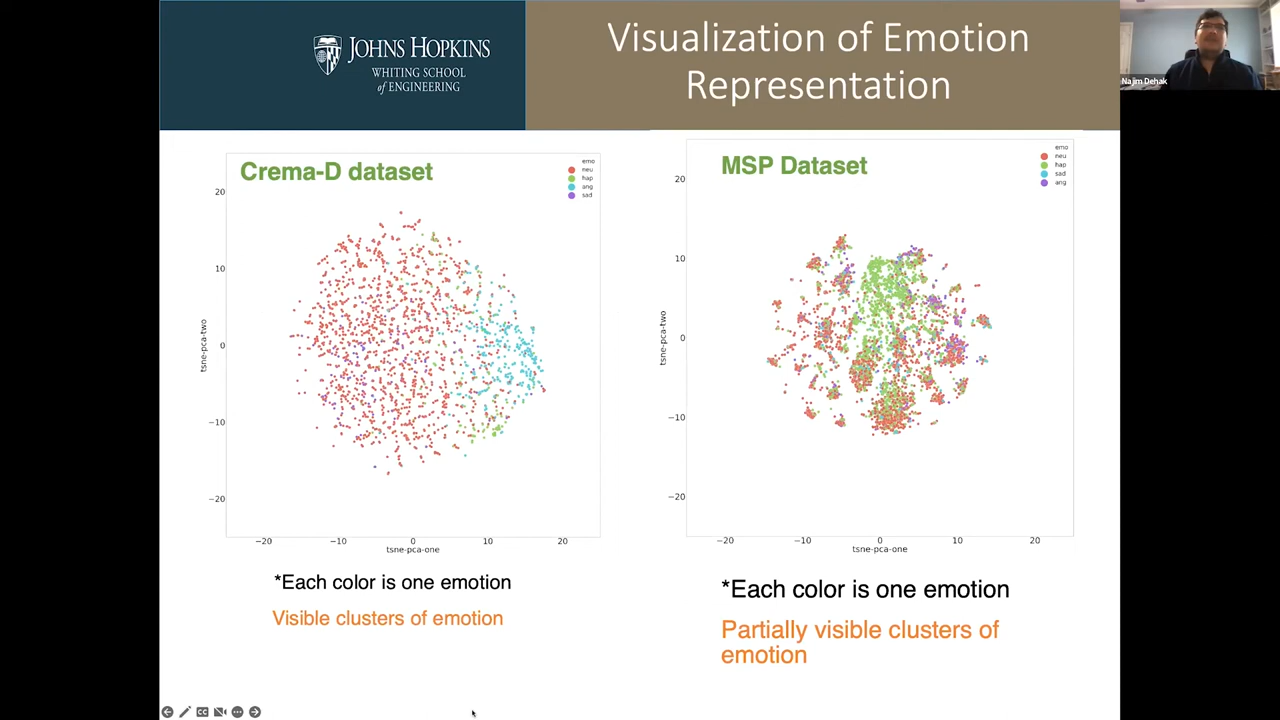 JOHNS HOPKINS
WHITING SCHOOL
of ENGINEERING
Visualization of Emotion
Representation
Najim Dehak
Crema-D dataset
emo
neu
hap
ang
sad
20
10
0
−10
−20
tsne-pca-two
−20
−10
0
10
20
tsne-pca-one
*Each color is one emotion
Visible clusters of emotion
MSP Dataset
emo
neu
hap
sad
ang
20
10
0
−10
−20
tsne-pca-two
−20
−10
0
10
20
tsne-pca-one
*Each color is one emotion
Partially visible clusters of
emotion
CC